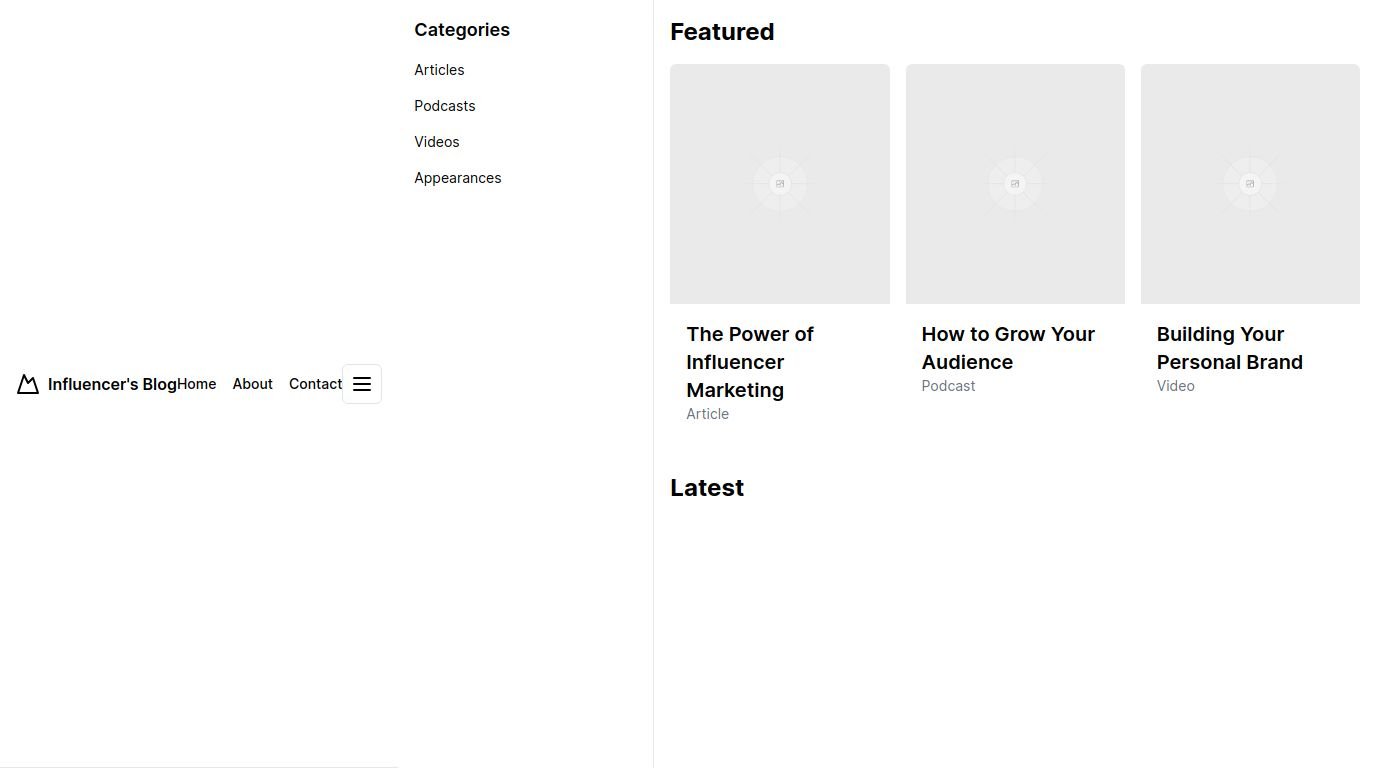 Influencer's Blog
Home
About
Contact
Categories
Articles
Podcasts
Videos
Appearances
Featured
The Power of
Influencer
Marketing
Article
How to Grow Your
Audience
Podcast
Building Your
Personal Brand
Video
Latest